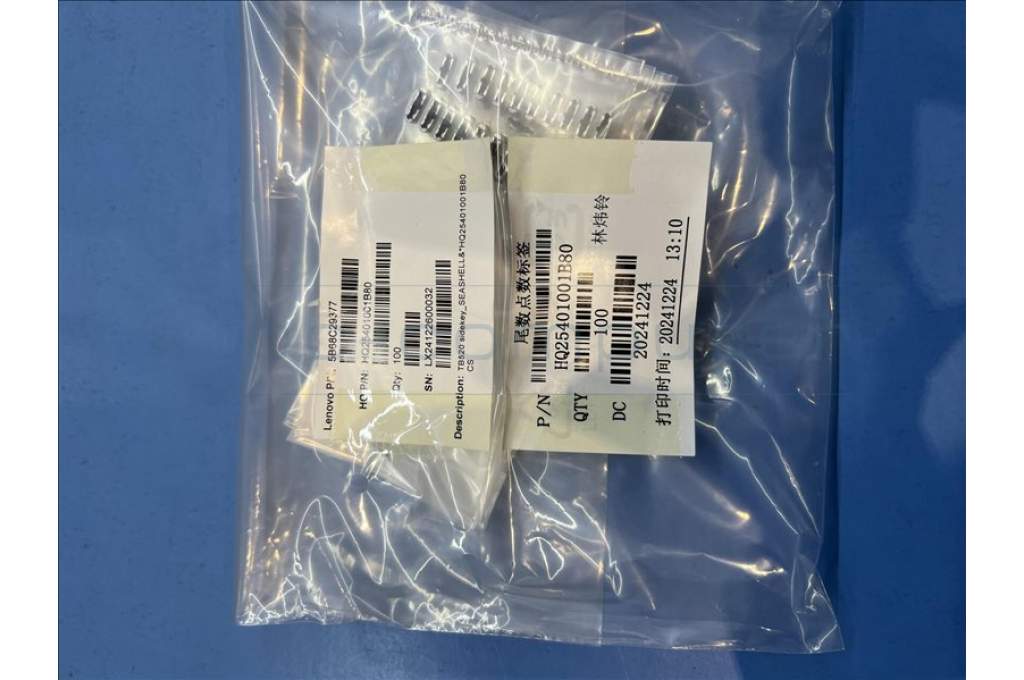 Lenovo P/N: 5B68C29377
HQ P/N: HQ25401001B80
Qty: 100
SN: LX24122600032
Description: TB520 sidekey_SEASHELL&*HQ25401001B80
CS
尾数点数标签
P/N HQ25401001B80
林炜铃
QTY 100
DC 20241224
打印时间: 20241224 13:10